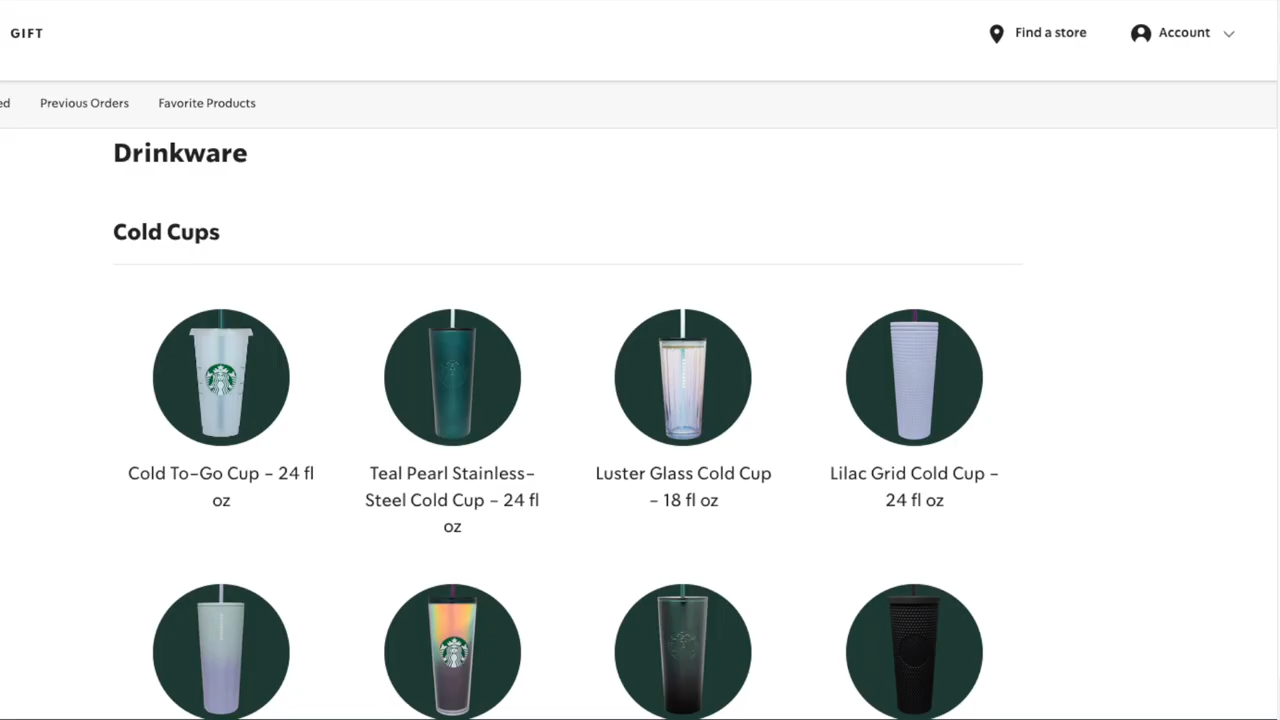 GIFT
Find a store
Account
ed
Previous Orders
Favorite Products
Drinkware
Cold Cups
Cold To-Go Cup - 24 fl
oz
Teal Pearl Stainless-
Steel Cold Cup - 24 fl
oz
Luster Glass Cold Cup
- 18 fl oz
Lilac Grid Cold Cup -
24 fl oz